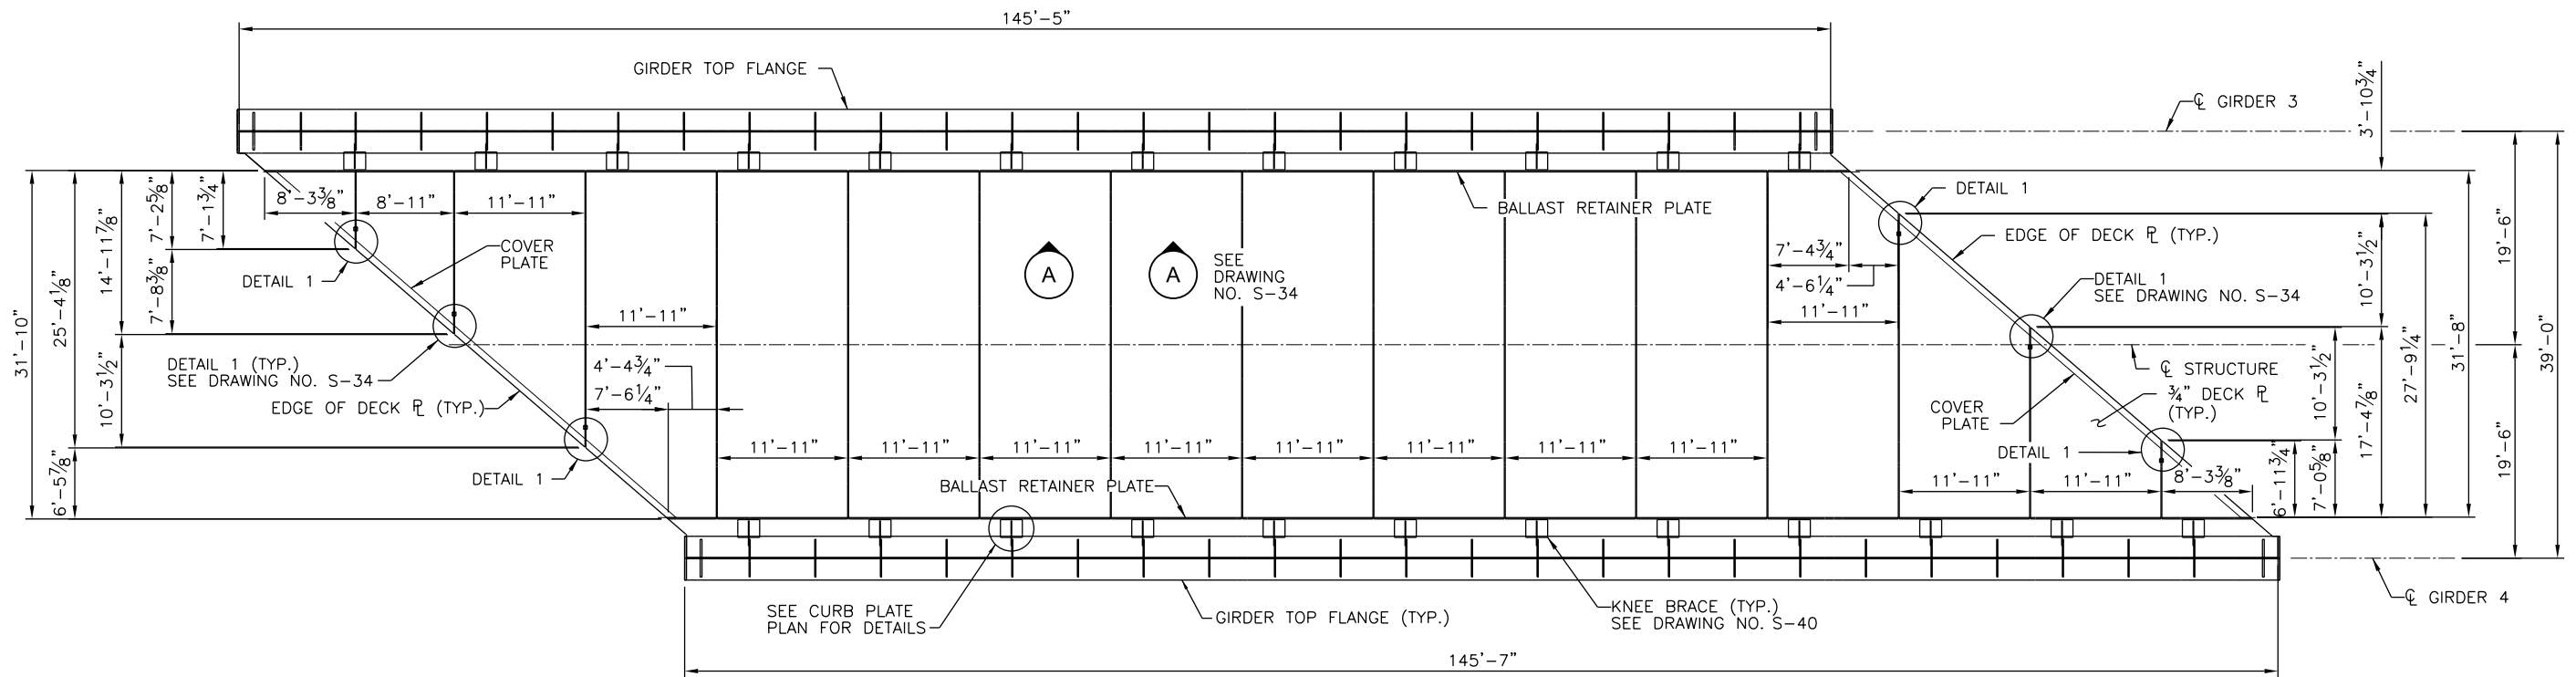 145'-5"
GIRDER TOP FLANGE
℄ GIRDER 3
3'-10¾"
8'-3⅜"
8'-11"
11'-11"
7'-1¾"
7'-2⅝"
7'-8⅜"
14'-11⅞"
10'-3½"
25'-4⅛"
6'-5⅞"
31'-10"
COVER
PLATE
DETAIL 1
DETAIL 1 (TYP.)
SEE DRAWING NO. S-34
EDGE OF DECK ⅊ (TYP.)
DETAIL 1
11'-11"
4'-4¾"
7'-6¼"
A
A
SEE
DRAWING
NO. S-34
BALLAST RETAINER PLATE
7'-4¾"
4'-6¼"
11'-11"
DETAIL 1
EDGE OF DECK ⅊ (TYP.)
DETAIL 1
SEE DRAWING NO. S-34
℄ STRUCTURE
¾" DECK ⅊
(TYP.)
COVER
PLATE
DETAIL 1
11'-11"
11'-11"
11'-11"
11'-11"
11'-11"
11'-11"
11'-11"
11'-11"
11'-11"
11'-11"
8'-3⅜"
6'-11¾"
7'-0⅝"
10'-3½"
10'-3½"
17'-4⅞"
27'-9¼"
31'-8"
19'-6"
19'-6"
39'-0"
BALLAST RETAINER PLATE
SEE CURB PLATE
PLAN FOR DETAILS
GIRDER TOP FLANGE (TYP.)
KNEE BRACE (TYP.)
SEE DRAWING NO. S-40
℄ GIRDER 4
145'-7"